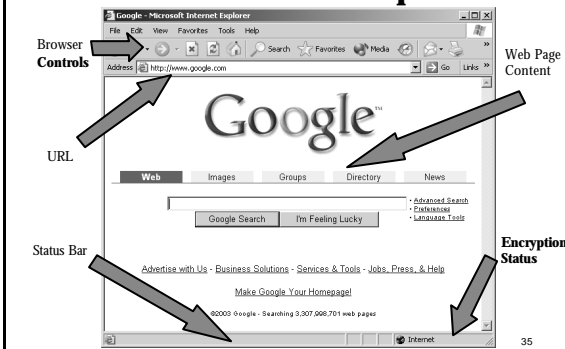 Google - Microsoft Internet Explorer
File Edit View Favorites Tools Help
Browser
Controls
Search Favorites Media
Address http://www.google.com Go Links »
Web Page
Content
Google™
URL
Web Images Groups Directory News
• Advanced Search
• Preferences
• Language Tools
Google Search I'm Feeling Lucky
Status Bar
Encryption
Status
Advertise with Us - Business Solutions - Services & Tools - Jobs, Press, & Help
Make Google Your Homepage!
©2003 Google - Searching 3,307,998,701 web pages
Internet
35